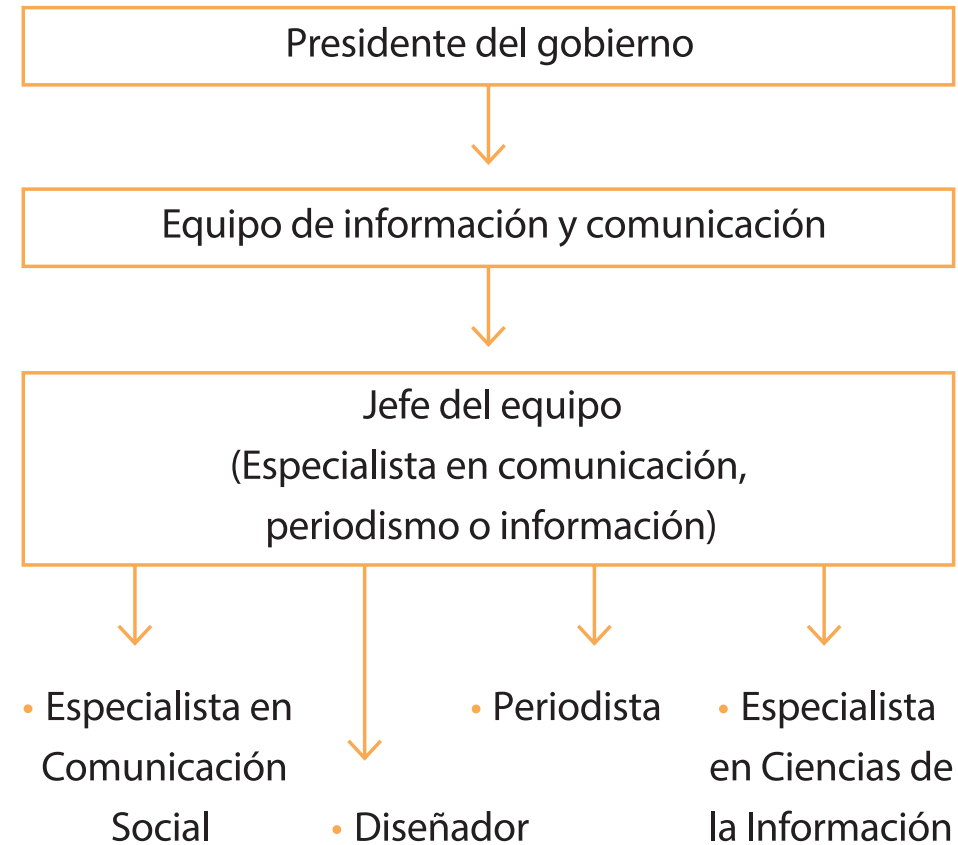 Presidente del gobierno
Equipo de información y comunicación
Jefe del equipo
(Especialista en comunicación,
periodismo o información)
• Especialista en
Comunicación
Social
• Diseñador
• Periodista
• Especialista
en Ciencias de
la Información